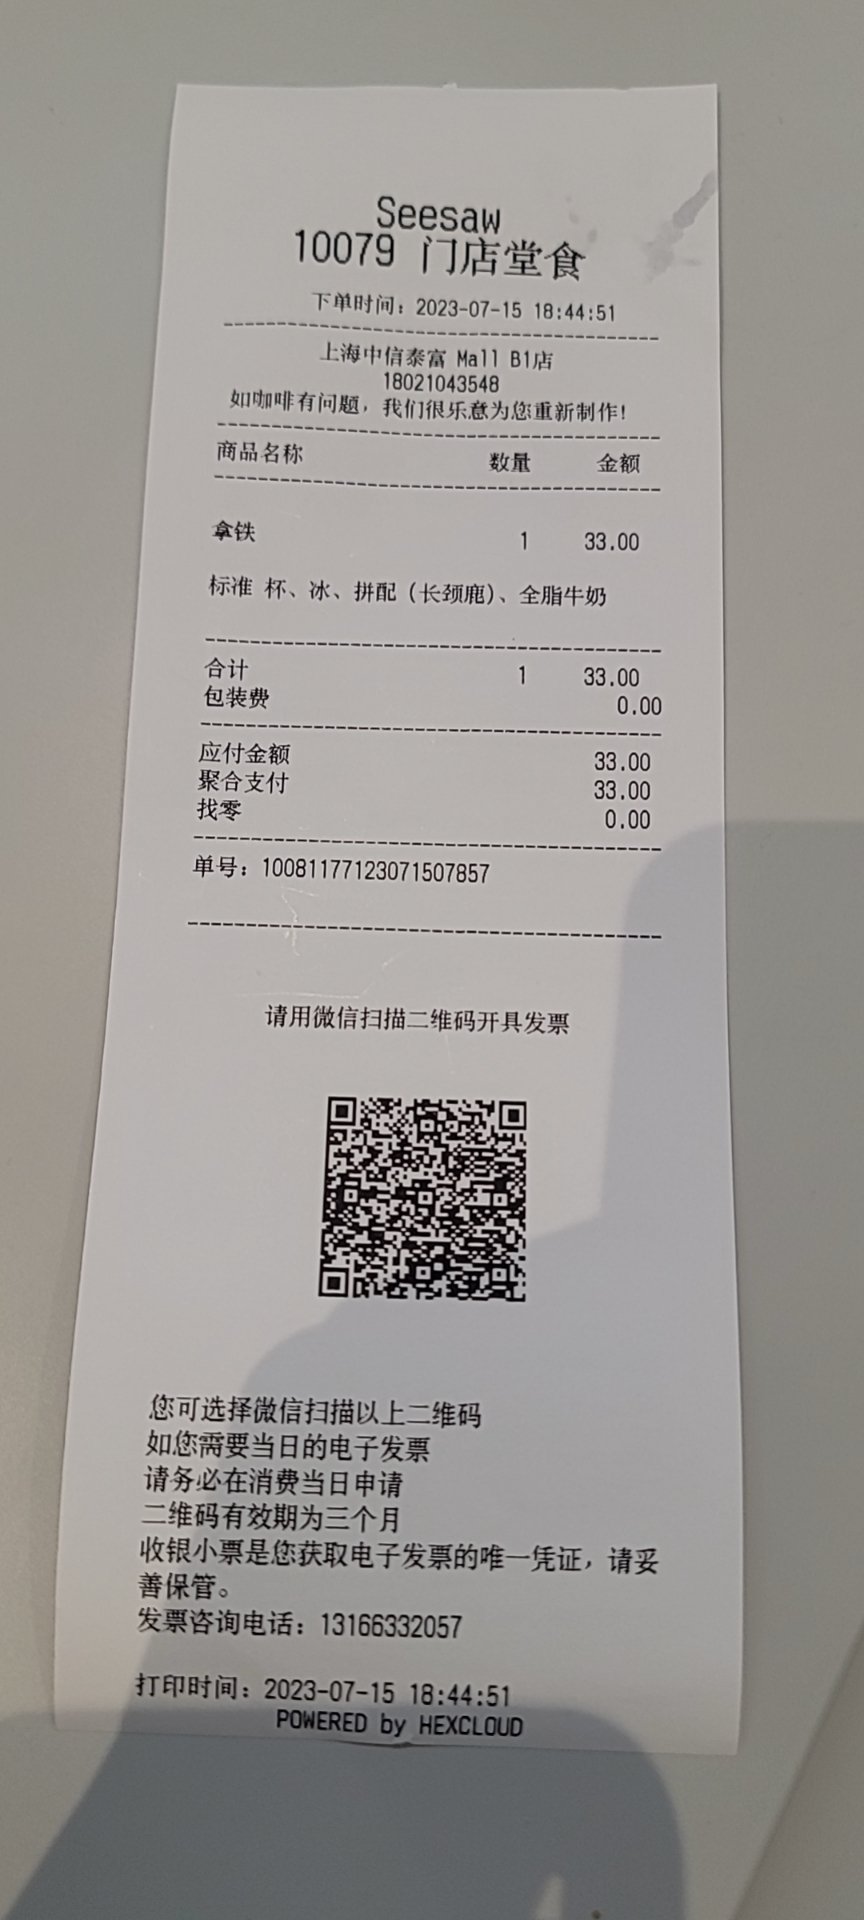 Seesaw
10079 门店堂食
下单时间：2023-07-15 18:44:51
上海中信泰富 Mall B1店
18021043548
如咖啡有问题，我们很乐意为您重新制作！
商品名称 数量 金额
拿铁 1 33.00
标准 杯、冰、拼配（长颈鹿）、全脂牛奶
合计 1 33.00
包装费 0.00
应付金额 33.00
聚合支付 33.00
找零 0.00
单号：10081177123071507857
请用微信扫描二维码开具发票
您可选择微信扫描以上二维码
如您需要当日的电子发票
请务必在消费当日申请
二维码有效期为三个月
收银小票是您获取电子发票的唯一凭证，请妥
善保管。
发票咨询电话：13166332057
打印时间：2023-07-15 18:44:51
POWERED by HEXCLOUD